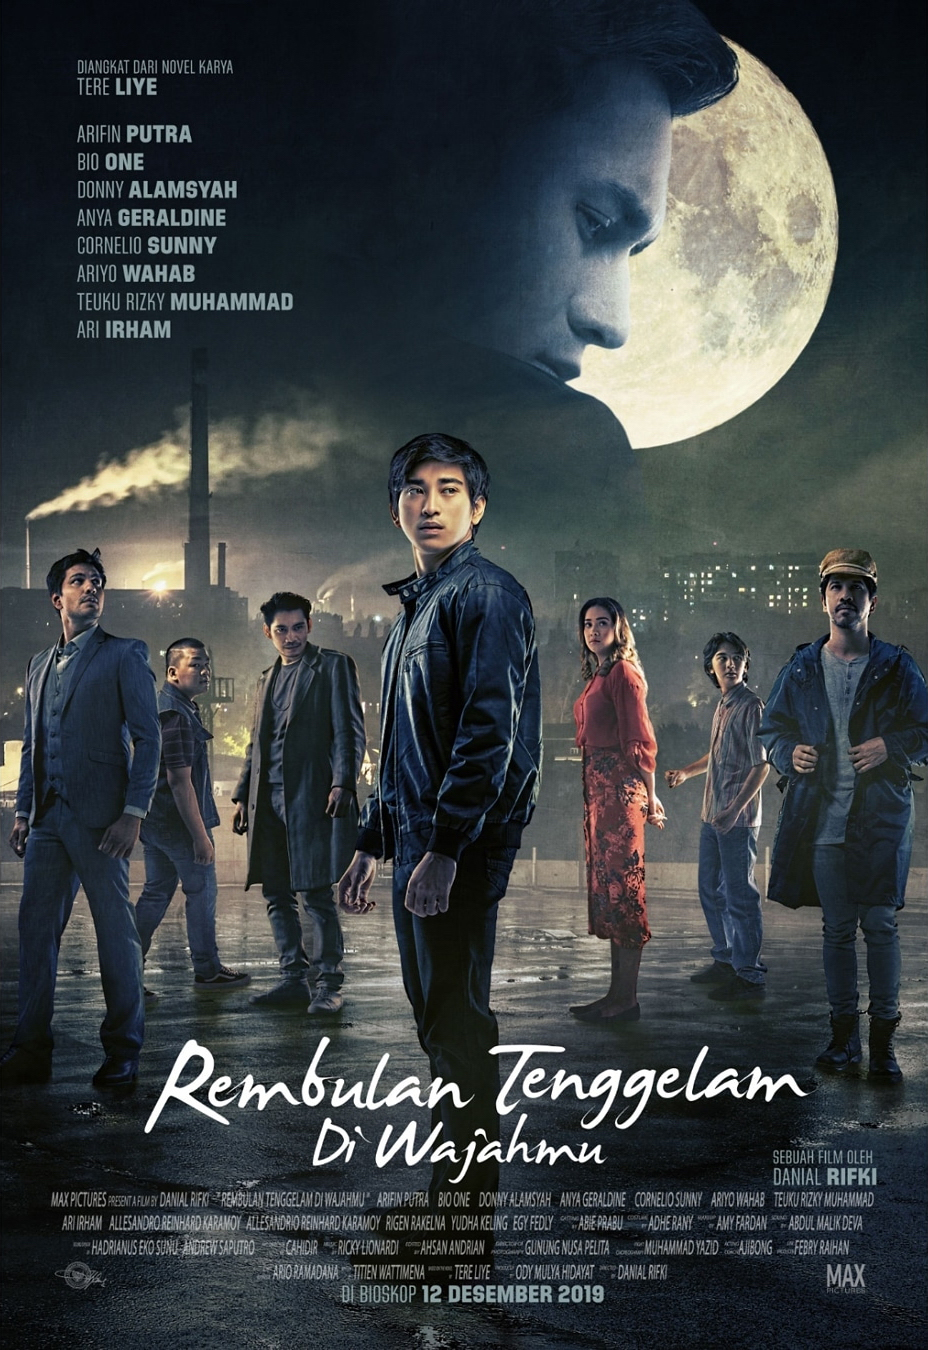 DIANGKAT DARI NOVEL KARYA
TERE LIYE
ARIFIN PUTRA
BIO ONE
DONNY ALAMSYAH
ANYA GERALDINE
CORNELIO SUNNY
ARIYO WAHAB
TEUKU RIZKY MUHAMMAD
ARI IRHAM
Rembulan Tenggelam
Di Wajahmu
SEBUAH FILM OLEH
DANIAL RIFKI
MAX PICTURES PRESENT A FILM BY DANIAL RIFKI "REMBULAN TENGGELAM DI WAJAHMU" ARIFIN PUTRA BIO ONE DONNY ALAMSYAH ANYA GERALDINE CORNELIO SUNNY ARIYO WAHAB TEUKU RIZKY MUHAMMAD
ARI IRHAM ALLESANDRO REINHARD KARAMOY ALLESANDRIO REINHARD KARAMOY RIGEN RAKELNA YUDHA KELING EGY FEDLY ABIE PRABU ADHE RANY AMY FARDAN ABDUL MALIK DEVA
HADRIANUS EKO SUNU, ANDREW SAPUTRO CAHIDIR RICKY LIONARDI AHSAN ANDRIAN GUNUNG NUSA PELITA MUHAMMAD YAZID AJIBONG FEBRY RAIHAN
ARIO RAMADANA TITIEN WATTIMENA TERE LIYE ODY MULYA HIDAYAT DANIAL RIFKI
DI BIOSKOP 12 DESEMBER 2019
MAX
PICTURES